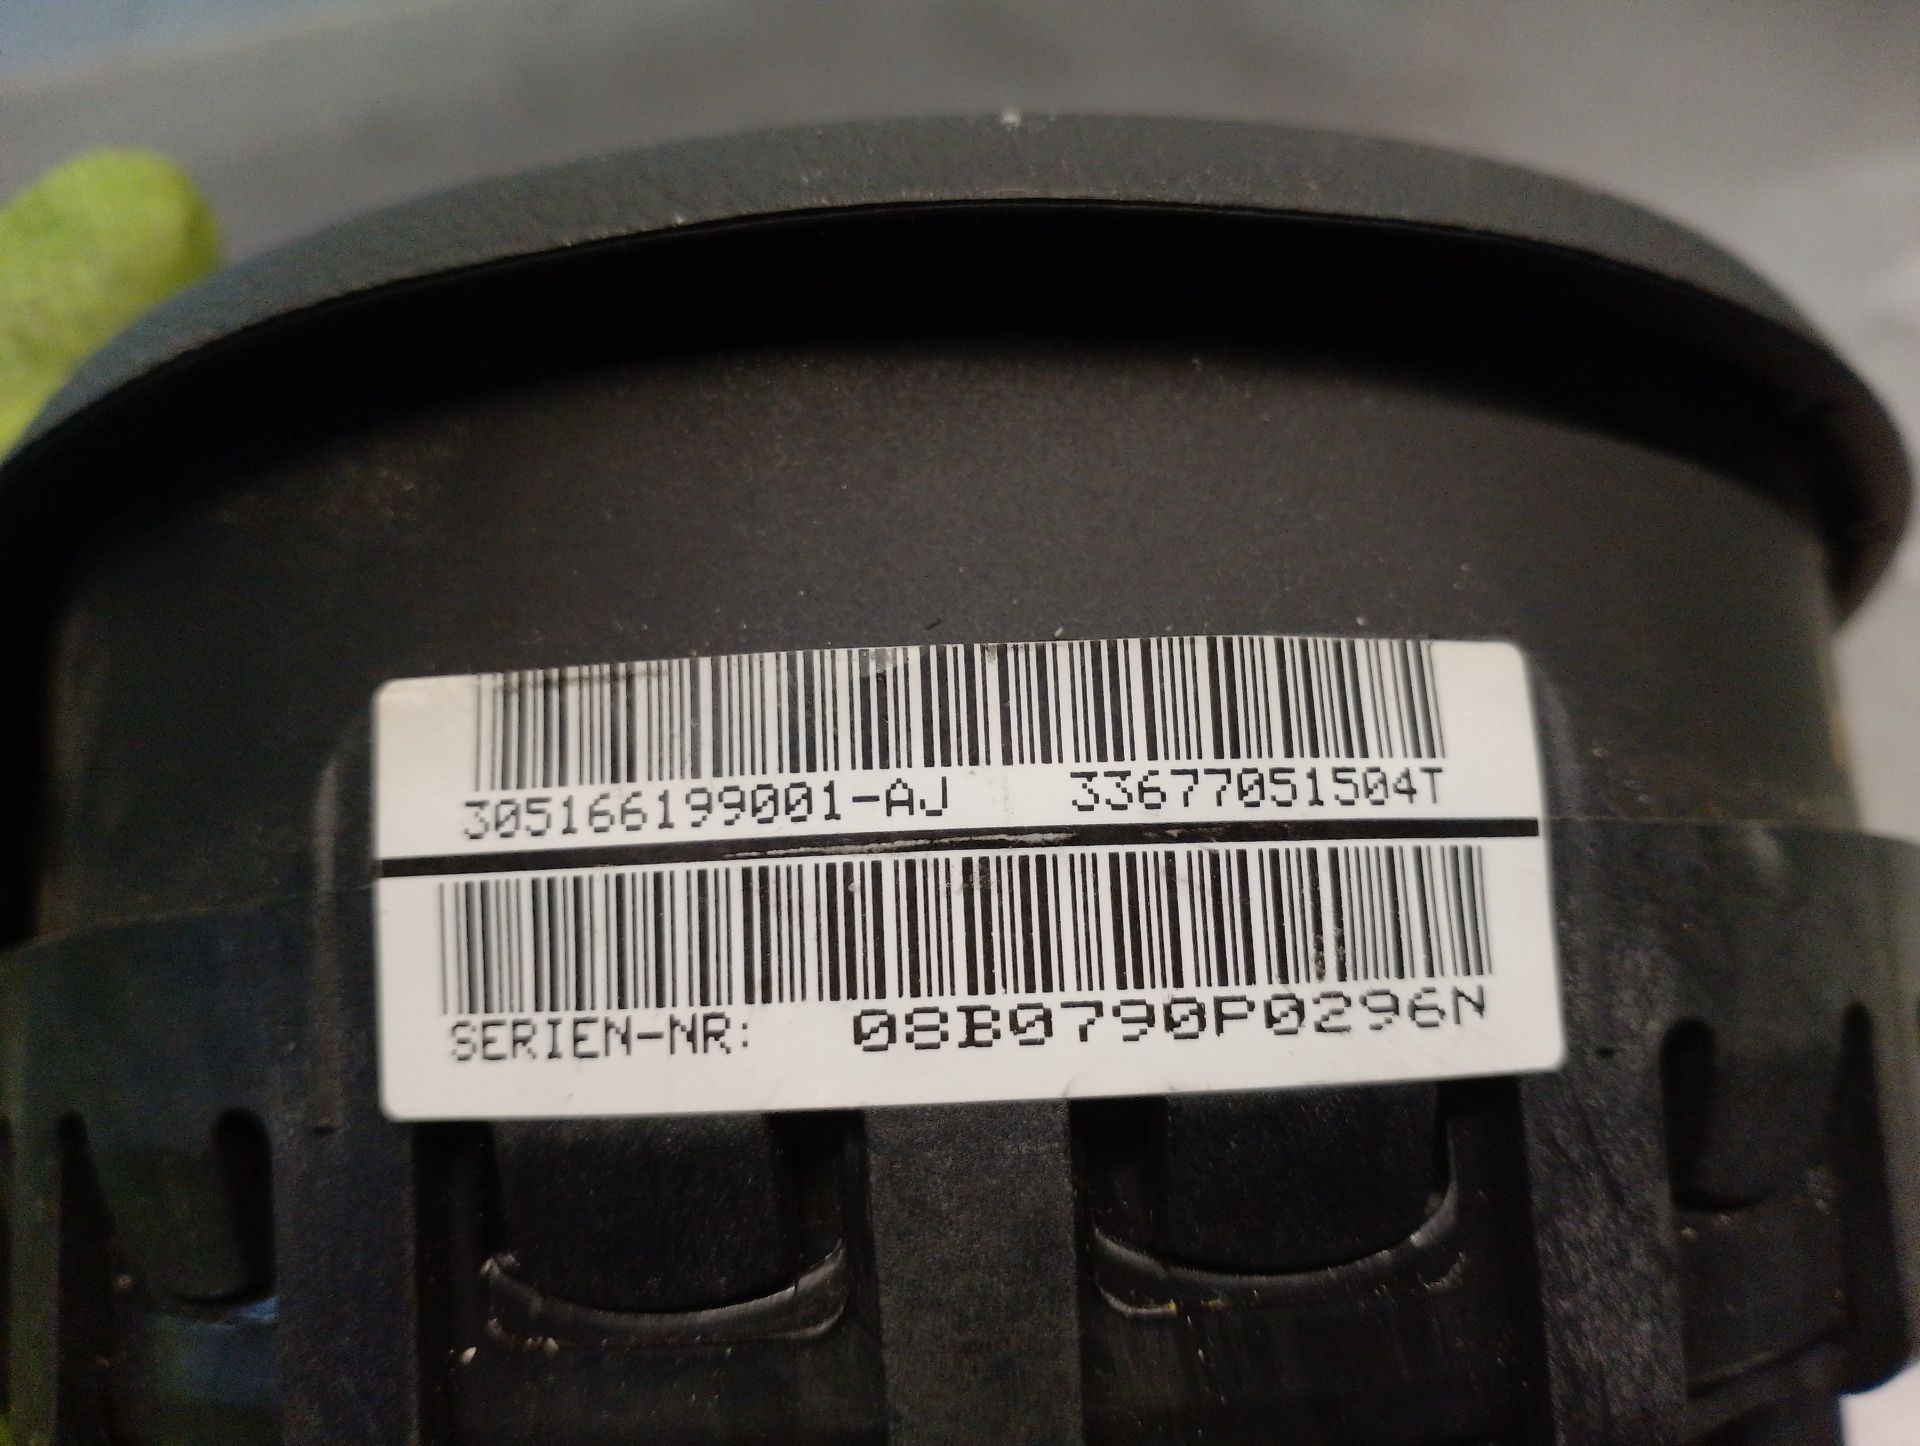 305166199001-AJ 33677051504T
SERIEN-NR: 08B0790P0296N